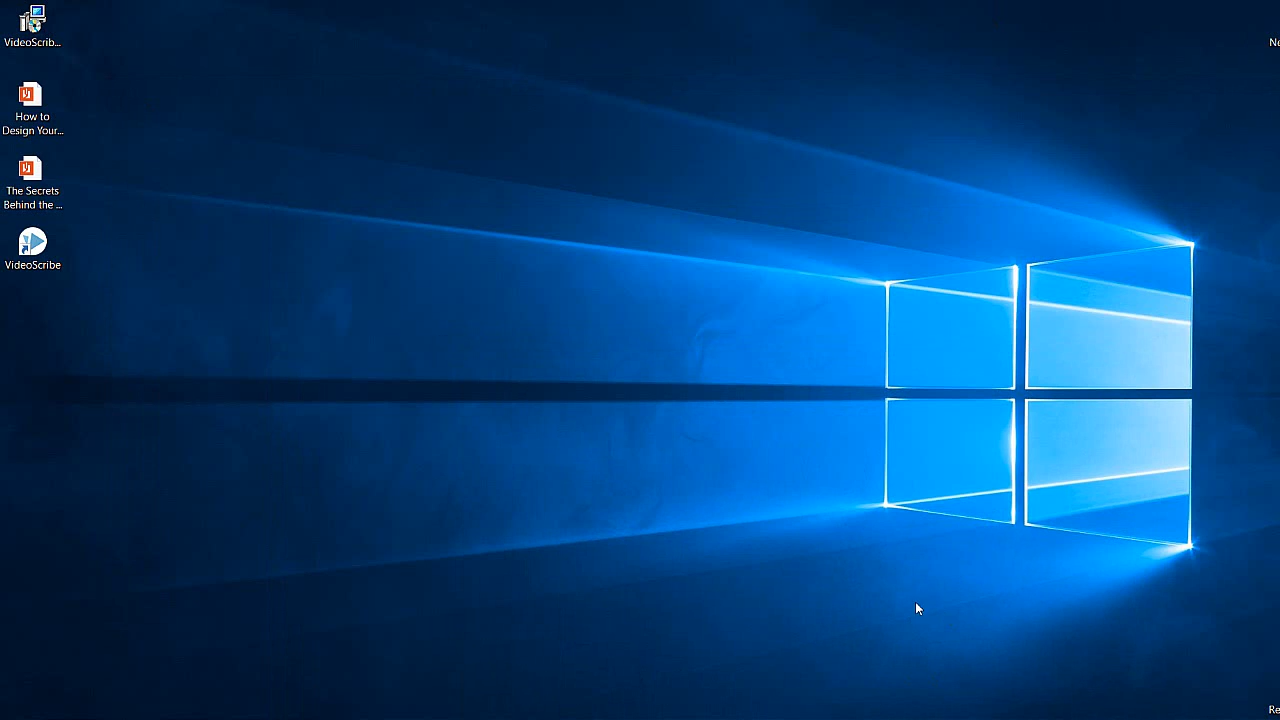 VideoScrib...
How to
Design Your...
The Secrets
Behind the ...
VideoScribe